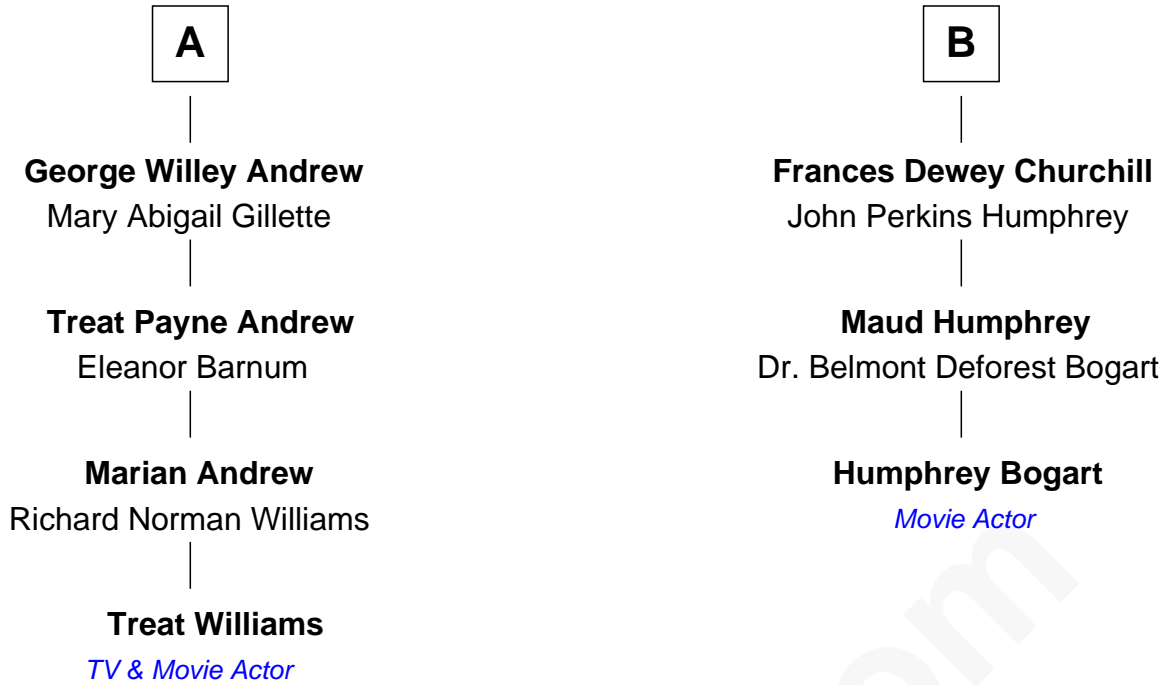 A
George Willey Andrew
Mary Abigail Gillette
Treat Payne Andrew
Eleanor Barnum
Marian Andrew
Richard Norman Williams
Treat Williams
TV & Movie Actor
B
Frances Dewey Churchill
John Perkins Humphrey
Maud Humphrey
Dr. Belmont Deforest Bogart
Humphrey Bogart
Movie Actor
om